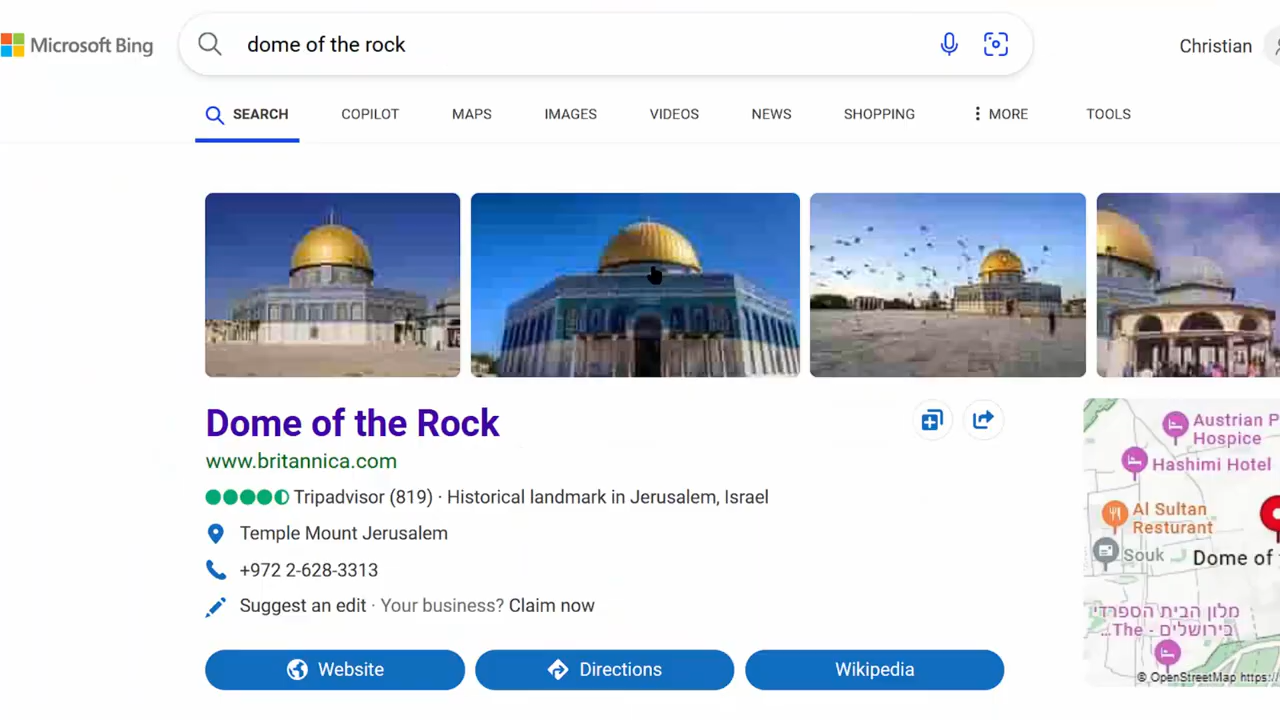 Microsoft Bing
dome of the rock
Christian
SEARCH
COPILOT
MAPS
IMAGES
VIDEOS
NEWS
SHOPPING
MORE
TOOLS
Dome of the Rock
www.britannica.com
Tripadvisor (819) · Historical landmark in Jerusalem, Israel
Temple Mount Jerusalem
+972 2-628-3313
Suggest an edit · Your business? Claim now
Website
Directions
Wikipedia
Austrian P
Hospice
Hashimi Hotel
Al Sultan
Resturant
Souk
Dome of
מלון הבית הספרדי
בירושלים - The...
© OpenStreetMap https:/